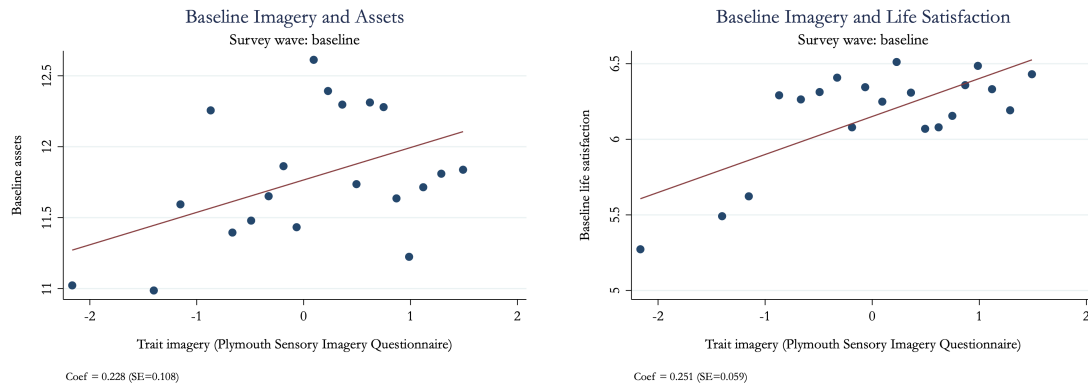 Baseline Imagery and Assets
Survey wave: baseline
Baseline assets
12.5
12
11.5
11
-2 -1 0 1 2
Trait imagery (Plymouth Sensory Imagery Questionnaire)
Coef = 0.228 (SE=0.108)
Baseline Imagery and Life Satisfaction
Survey wave: baseline
Baseline life satisfaction
6.5
6
5.5
5
-2 -1 0 1 2
Trait imagery (Plymouth Sensory Imagery Questionnaire)
Coef = 0.251 (SE=0.059)